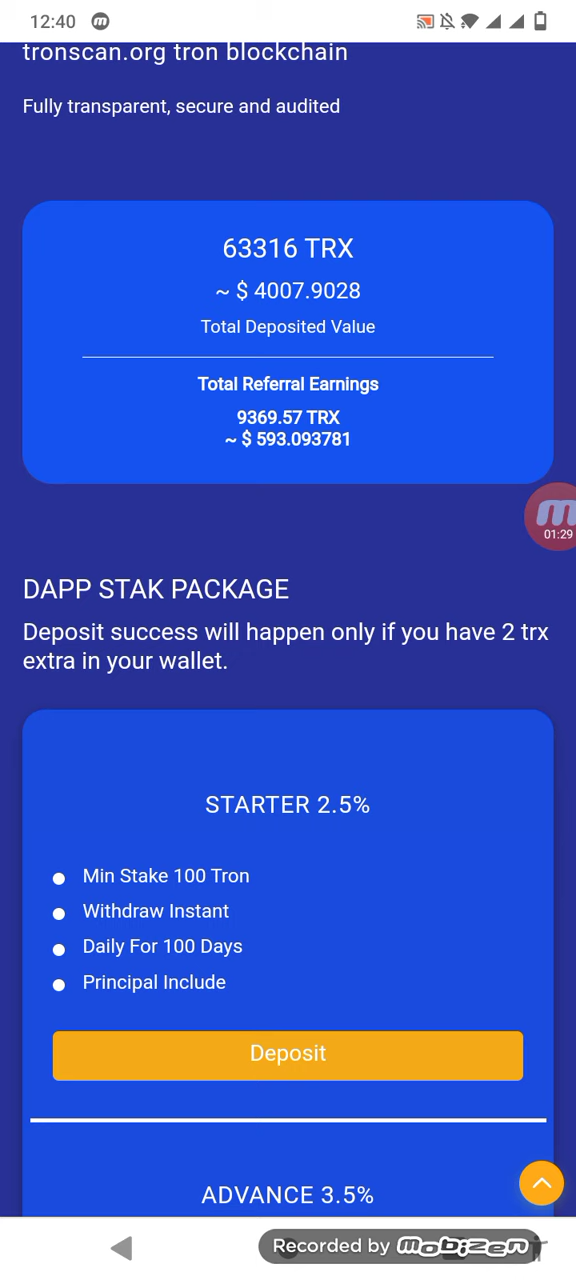 12:40
tronscan.org tron blockchain
Fully transparent, secure and audited
63316 TRX
~ $ 4007.9028
Total Deposited Value
Total Referral Earnings
9369.57 TRX
~ $ 593.093781
01:29
DAPP STAK PACKAGE
Deposit success will happen only if you have 2 trx
extra in your wallet.
STARTER 2.5%
Min Stake 100 Tron
Withdraw Instant
Daily For 100 Days
Principal Include
Deposit
ADVANCE 3.5%
Recorded by mobizen